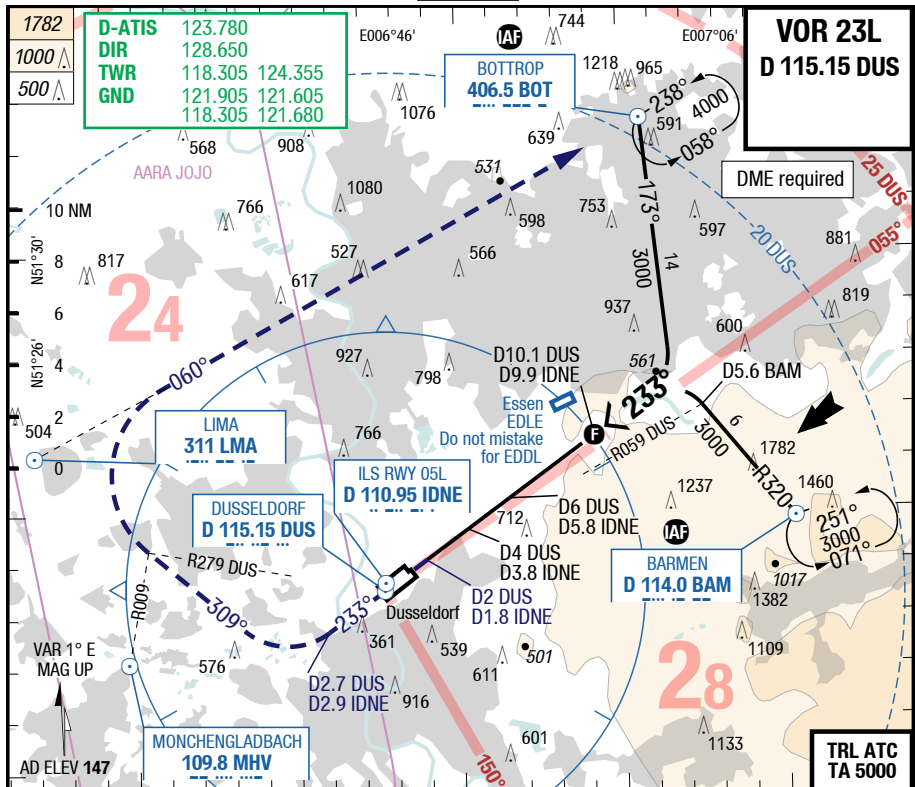 1782
1000
500
D-ATIS 123.780
DIR 128.650
TWR 118.305 124.355
GND 121.905 121.605
118.305 121.680
E006°46'
IAF
744
E007°06'
VOR 23L
D 115.15 DUS
BOTTROP
406.5 BOT
1218
965
1076
238°
4000
058°
591
639
568
908
AARA JOJO
531
DME required
25 DUS
1080
173°
598
753
597
055°
10 NM
766
20 DUS
881
N51°30'
8
817
527
566
14
3000
24
617
6
937
819
600
N51°26'
4
927
798
D10.1 DUS
D9.9 IDNE
561
D5.6 BAM
060°
233°
Essen
EDLE
Do not mistake
for EDDL
2
504
LIMA
311 LMA
766
F
R059 DUS
6
3000
0
1782
ILS RWY 05L
D 110.95 IDNE
R320
1460
1237
DUSSELDORF
D 115.15 DUS
712
D6 DUS
D5.8 IDNE
IAF
251°
3000
071°
D4 DUS
D3.8 IDNE
BARMEN
D 114.0 BAM
1017
R279 DUS
D2 DUS
D1.8 IDNE
1382
R009
309°
233°
Dusseldorf
361
539
1109
VAR 1° E
MAG UP
576
611
501
28
D2.7 DUS
D2.9 IDNE
916
MONCHENGLADBACH
109.8 MHV
601
1133
150°
AD ELEV 147
TRL ATC
TA 5000